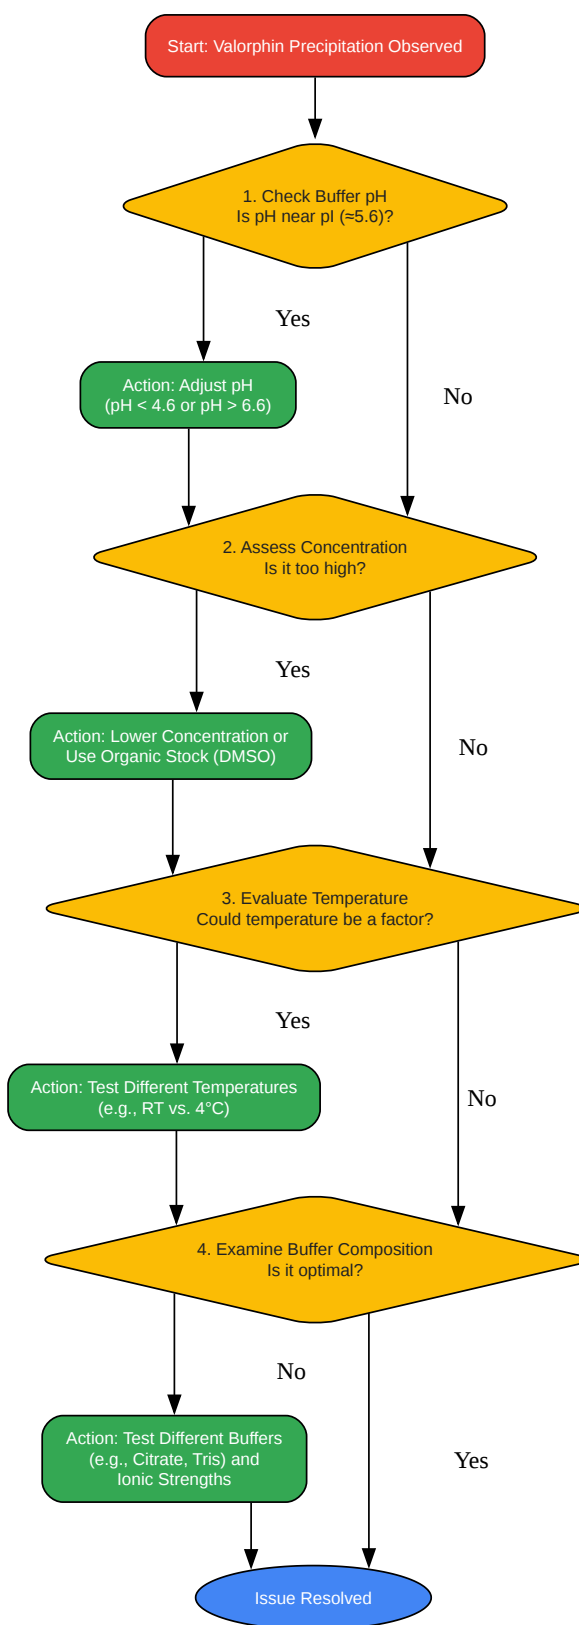 Start: Valorphin Precipitation Observed
1. Check Buffer pH
Is pH near pI (≈5.6)?
Yes
Action: Adjust pH
(pH < 4.6 or pH > 6.6)
No
2. Assess Concentration
Is it too high?
Yes
Action: Lower Concentration or
Use Organic Stock (DMSO)
No
3. Evaluate Temperature
Could temperature be a factor?
Yes
Action: Test Different Temperatures
(e.g., RT vs. 4°C)
No
4. Examine Buffer Composition
Is it optimal?
No
Action: Test Different Buffers
(e.g., Citrate, Tris) and
Ionic Strengths
Yes
Issue Resolved